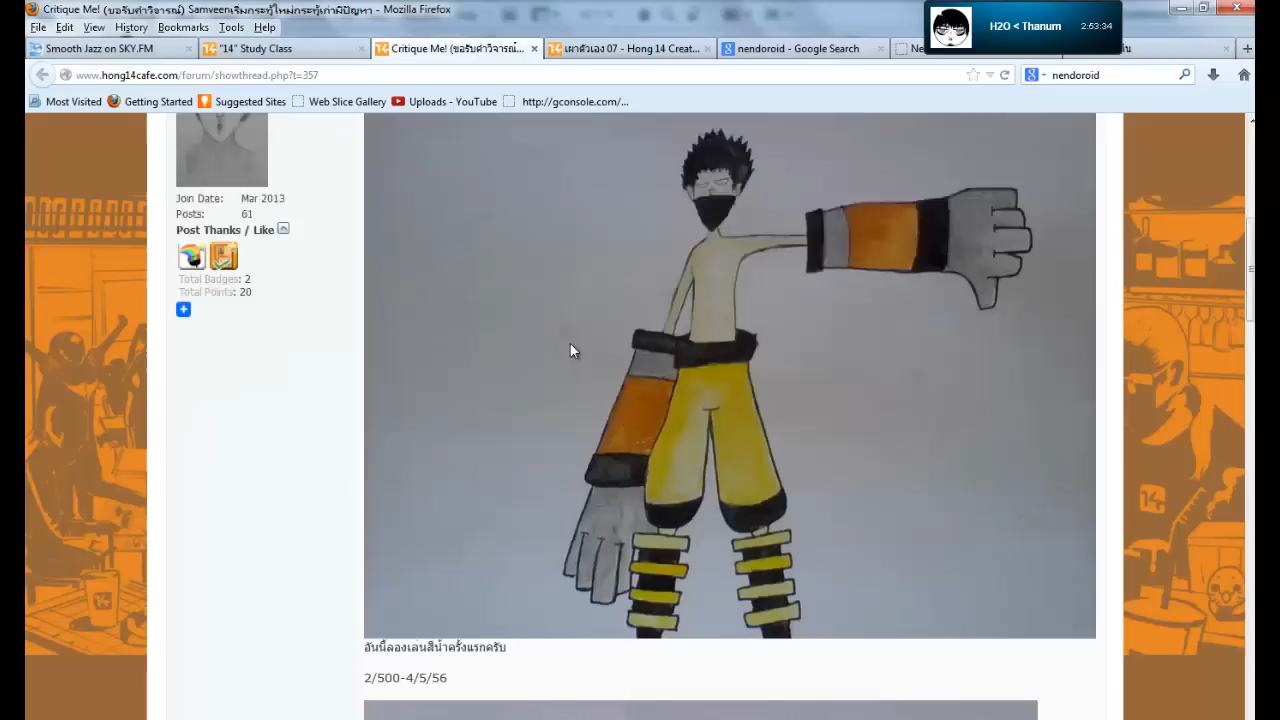 Critique Me! (ขอรับคำวิจารณ์) Samveenเริ่มกระทู้ใหม่กระทู้เก่ามีปัญหา - Mozilla Firefox
H2O < Thanum
2:53:34
File Edit View History Bookmarks Tools Help
Smooth Jazz on SKY.FM
"14" Study Class
Critique Me! (ขอรับคำวิจารณ์...
เผาตัวเอง 07 - Hong 14 Creat...
nendoroid - Google Search
www.hong14cafe.com/forum/showthread.php?t=357
nendoroid
Most Visited Getting Started Suggested Sites Web Slice Gallery Uploads - YouTube http://gconsole.com/...
Join Date: Mar 2013
Posts: 61
Post Thanks / Like
Total Badges: 2
Total Points: 20
อันนี้ลองเล่นสีน้ำครั้งแรกครับ
2/500-4/5/56